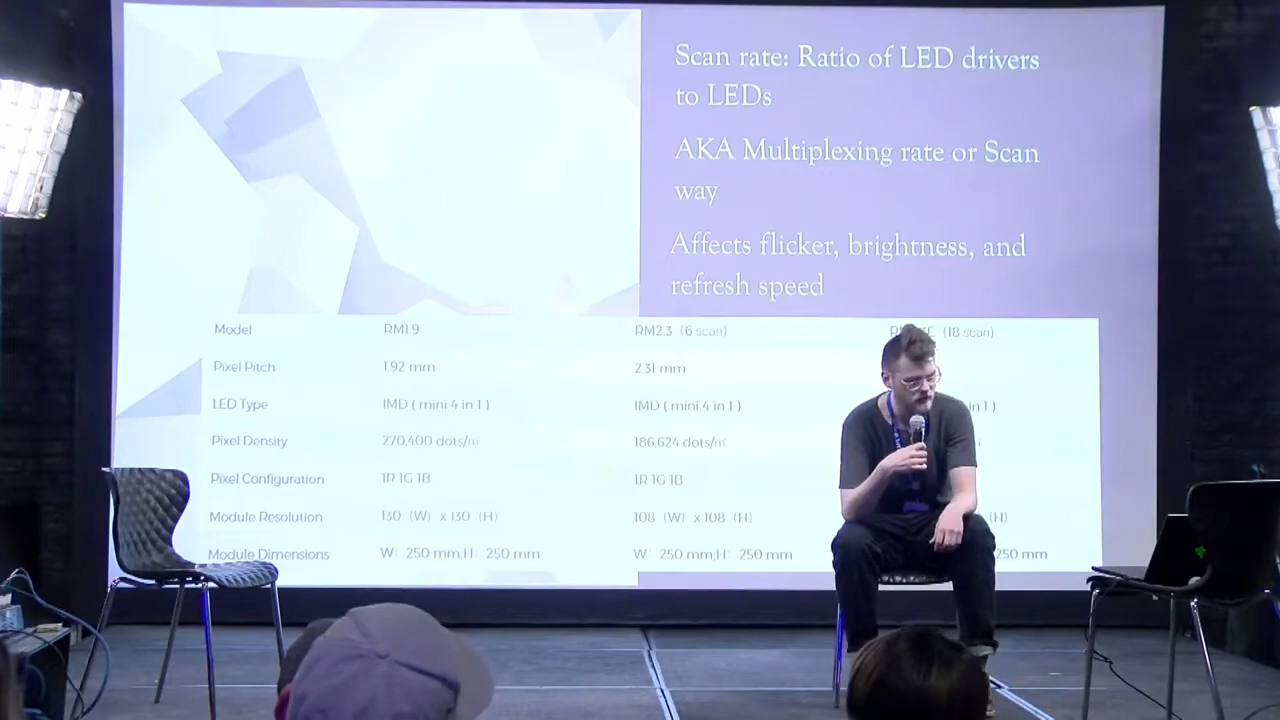 Scan rate: Ratio of LED drivers
to LEDs
AKA Multiplexing rate or Scan
way
Affects flicker, brightness, and
refresh speed
Model RM1.9 RM2.3 (6 scan) (18 scan)
Pixel Pitch 1.92 mm 2.31 mm
LED Type IMD ( mini 4 in 1 ) IMD ( mini 4 in 1 ) in 1 )
Pixel Density 270,400 dots/㎡ 186,624 dots/㎡
Pixel Configuration 1R 1G 1B 1R 1G 1B
Module Resolution 130 (W) x 130 (H) 108 (W) x 108 (H) (H)
Module Dimensions W: 250 mm;H: 250 mm W: 250 mm;H: 250 mm 250 mm